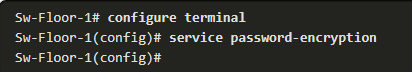 Sw-Floor-1# configure terminal
Sw-Floor-1(config)# service password-encryption
Sw-Floor-1(config)#